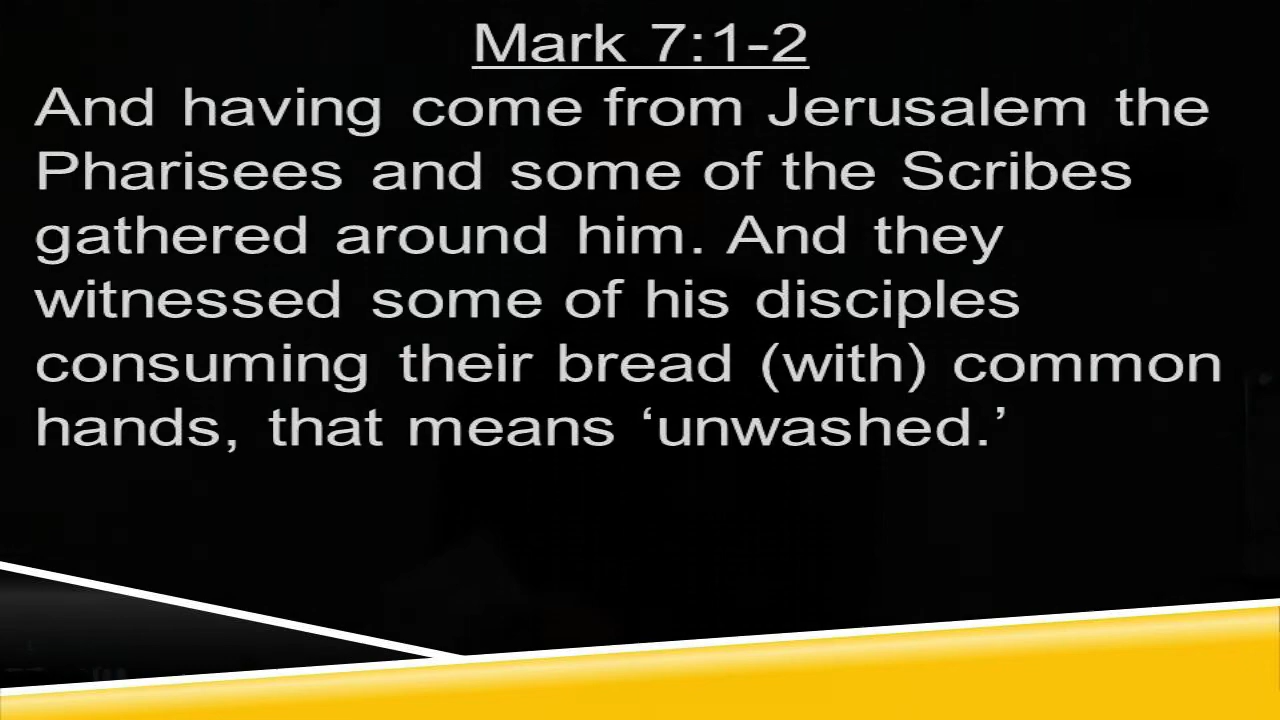 Mark 7:1-2
And having come from Jerusalem the
Pharisees and some of the Scribes
gathered around him. And they
witnessed some of his disciples
consuming their bread (with) common
hands, that means ‘unwashed.’